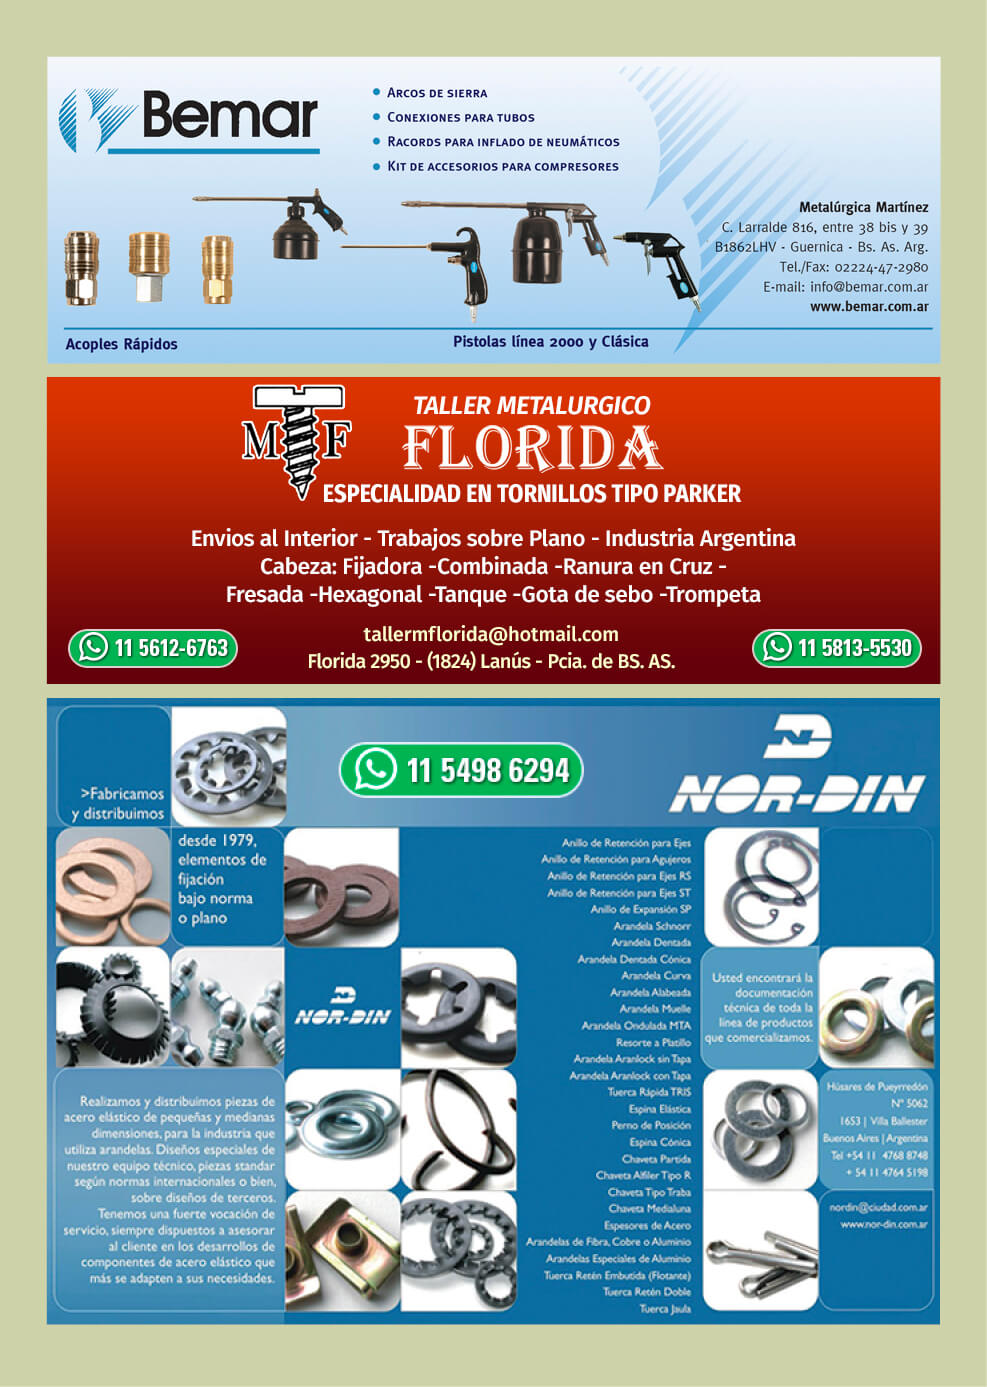 Bemar
• Arcos de sierra
• Conexiones para tubos
• Racords para inflado de neumáticos
• Kit de accesorios para compresores
Metalúrgica Martínez
C. Larralde 816, entre 38 bis y 39
B1862LHV - Guernica - Bs. As. Arg.
Tel./Fax: 02224-47-2980
E-mail: info@bemar.com.ar
www.bemar.com.ar
Acoples Rápidos
Pistolas línea 2000 y Clásica
M F
TALLER METALURGICO
FLORIDA
ESPECIALIDAD EN TORNILLOS TIPO PARKER
Envios al Interior - Trabajos sobre Plano - Industria Argentina
Cabeza: Fijadora -Combinada -Ranura en Cruz -
Fresada -Hexagonal -Tanque -Gota de sebo -Trompeta
tallermflorida@hotmail.com
Florida 2950 - (1824) Lanús - Pcia. de BS. AS.
11 5612-6763
11 5813-5530
>Fabricamos
y distribuimos
desde 1979,
elementos de
fijación
bajo norma
o plano
11 5498 6294
N
NOR-DIN
Anillo de Retención para Ejes
Anillo de Retención para Agujeros
Anillo de Retención para Ejes RS
Anillo de Retención para Ejes ST
Anillo de Expansión SP
Arandela Schnorr
Arandela Dentada
Arandela Dentada Cónica
Arandela Curva
Arandela Alabeada
Arandela Muelle
Arandela Ondulada MTA
Resorte a Platillo
Arandela Aranlock sin Tapa
Arandela Aranlock con Tapa
Tuerca Rápida TRIS
Espina Elástica
Perno de Posición
Espina Cónica
Chaveta Partida
Chaveta Alfiler Tipo R
Chaveta Tipo Traba
Chaveta Medialuna
Espesores de Acero
Arandelas de Fibra, Cobre o Aluminio
Arandelas Especiales de Aluminio
Tuerca Retén Embutida (Flotante)
Tuerca Retén Doble
Tuerca Jaula
NOR-DIN
Realizamos y distribuimos piezas de
acero elástico de pequeñas y medianas
dimensiones, para la industria que
utiliza arandelas. Diseños especiales de
nuestro equipo técnico, piezas standar
según normas internacionales o bien,
sobre diseños de terceros.
Tenemos una fuerte vocación de
servicio, siempre dispuestos a asesorar
al cliente en los desarrollos de
componentes de acero elástico que
más se adapten a sus necesidades.
Usted encontrará la
documentación
técnica de toda la
línea de productos
que comercializamos.
Húsares de Pueyrredón
Nº 5062
1653 | Villa Ballester
Buenos Aires | Argentina
Tel +54 11 4768 8748
+ 54 11 4764 5198
nordin@ciudad.com.ar
www.nor-din.com.ar